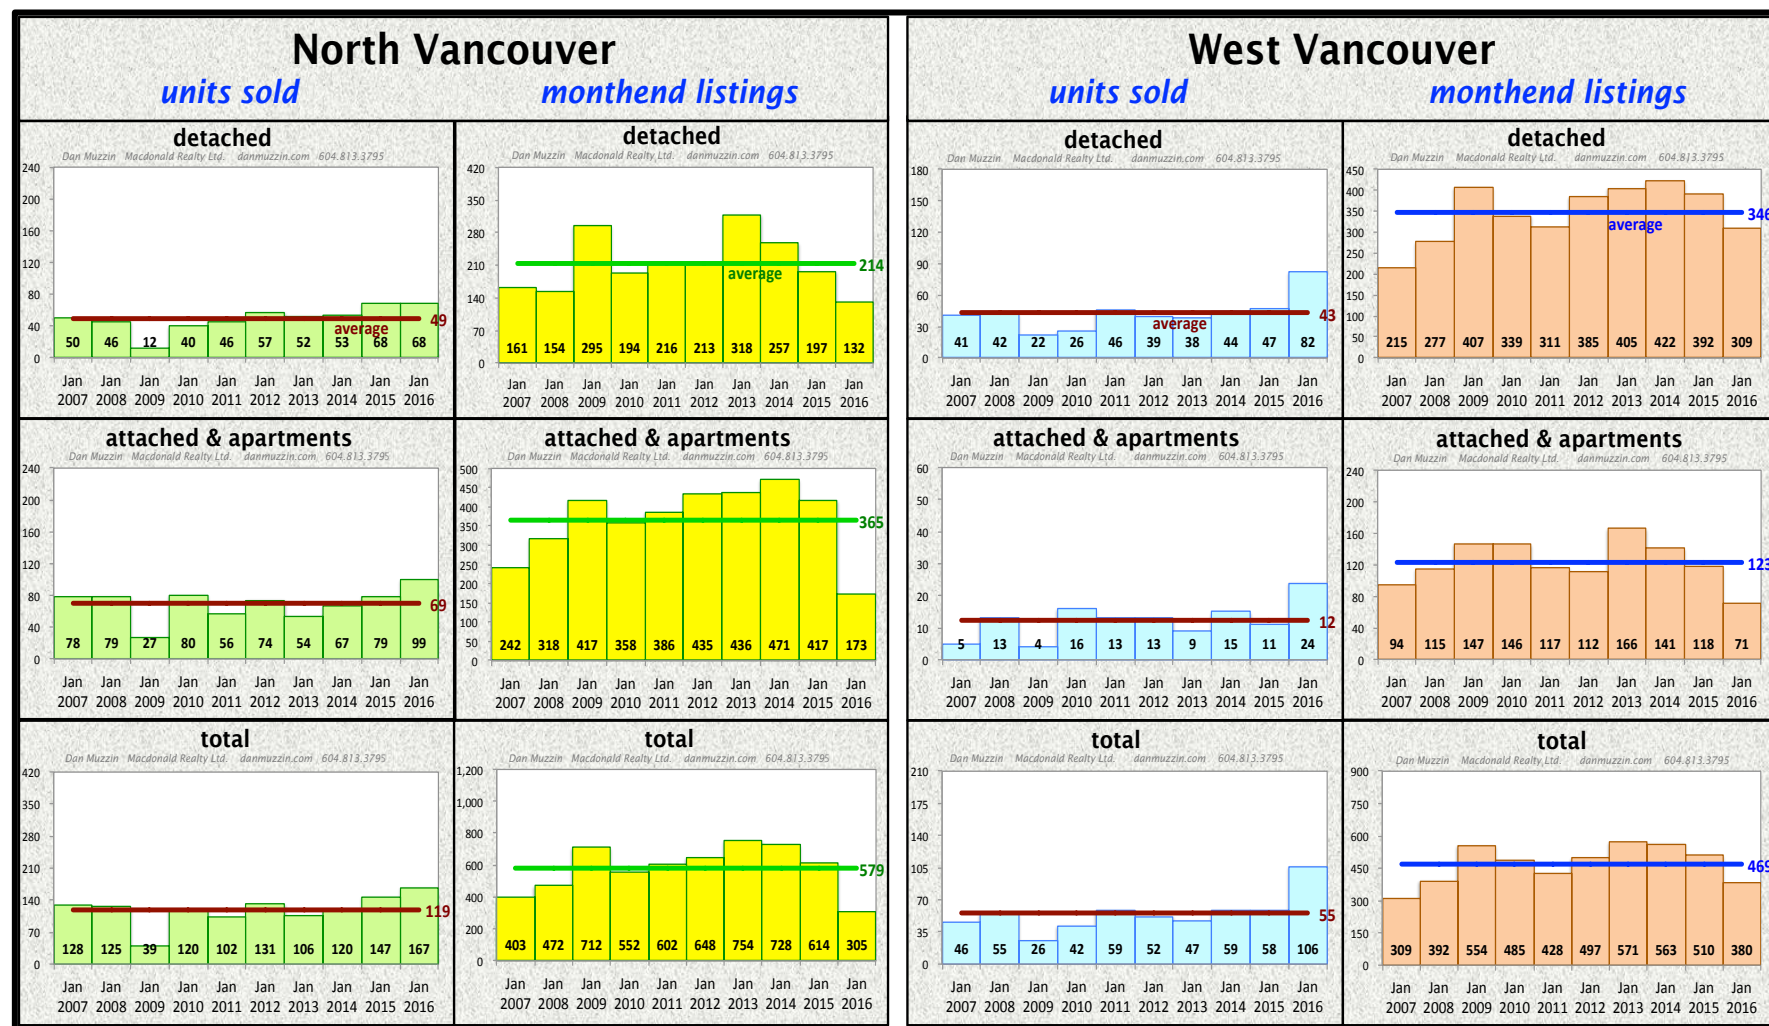 North Vancouver
units sold monthend listings
West Vancouver
units sold monthend listings
detached
Dan Muzzin Macdonald Realty Ltd. danmuzzin.com 604.813.3795
240
200
160
120
80
40
0
average
49
50 46 12 40 46 57 52 53 68 68
Jan Jan Jan Jan Jan Jan Jan Jan Jan Jan
2007 2008 2009 2010 2011 2012 2013 2014 2015 2016
detached
Dan Muzzin Macdonald Realty Ltd. danmuzzin.com 604.813.3795
420
350
280
210
140
70
0
average
214
161 154 295 194 216 213 318 257 197 132
Jan Jan Jan Jan Jan Jan Jan Jan Jan Jan
2007 2008 2009 2010 2011 2012 2013 2014 2015 2016
detached
Dan Muzzin Macdonald Realty Ltd. danmuzzin.com 604.813.3795
180
150
120
90
60
30
0
average
43
41 42 22 26 46 39 38 44 47 82
Jan Jan Jan Jan Jan Jan Jan Jan Jan Jan
2007 2008 2009 2010 2011 2012 2013 2014 2015 2016
detached
Dan Muzzin Macdonald Realty Ltd. danmuzzin.com 604.813.3795
450
400
350
300
250
200
150
100
50
0
average
346
215 277 407 339 311 385 405 422 392 309
Jan Jan Jan Jan Jan Jan Jan Jan Jan Jan
2007 2008 2009 2010 2011 2012 2013 2014 2015 2016
attached & apartments
Dan Muzzin Macdonald Realty Ltd. danmuzzin.com 604.813.3795
240
200
160
120
80
40
0
69
78 79 27 80 56 74 54 67 79 99
Jan Jan Jan Jan Jan Jan Jan Jan Jan Jan
2007 2008 2009 2010 2011 2012 2013 2014 2015 2016
attached & apartments
Dan Muzzin Macdonald Realty Ltd. danmuzzin.com 604.813.3795
500
450
400
350
300
250
200
150
100
50
0
365
242 318 417 358 386 435 436 471 417 173
Jan Jan Jan Jan Jan Jan Jan Jan Jan Jan
2007 2008 2009 2010 2011 2012 2013 2014 2015 2016
attached & apartments
Dan Muzzin Macdonald Realty Ltd. danmuzzin.com 604.813.3795
60
50
40
30
20
10
0
12
5 13 4 16 13 13 9 15 11 24
Jan Jan Jan Jan Jan Jan Jan Jan Jan Jan
2007 2008 2009 2010 2011 2012 2013 2014 2015 2016
attached & apartments
Dan Muzzin Macdonald Realty Ltd. danmuzzin.com 604.813.3795
240
200
160
120
80
40
0
123
94 115 147 146 117 112 166 141 118 71
Jan Jan Jan Jan Jan Jan Jan Jan Jan Jan
2007 2008 2009 2010 2011 2012 2013 2014 2015 2016
total
Dan Muzzin Macdonald Realty Ltd. danmuzzin.com 604.813.3795
420
350
280
210
140
70
0
119
128 125 39 120 102 131 106 120 147 167
Jan Jan Jan Jan Jan Jan Jan Jan Jan Jan
2007 2008 2009 2010 2011 2012 2013 2014 2015 2016
total
Dan Muzzin Macdonald Realty Ltd. danmuzzin.com 604.813.3795
1,200
1,000
800
600
400
200
0
579
403 472 712 552 602 648 754 728 614 305
Jan Jan Jan Jan Jan Jan Jan Jan Jan Jan
2007 2008 2009 2010 2011 2012 2013 2014 2015 2016
total
Dan Muzzin Macdonald Realty Ltd. danmuzzin.com 604.813.3795
210
175
140
105
70
35
0
55
46 55 26 42 59 52 47 59 58 106
Jan Jan Jan Jan Jan Jan Jan Jan Jan Jan
2007 2008 2009 2010 2011 2012 2013 2014 2015 2016
total
Dan Muzzin Macdonald Realty Ltd. danmuzzin.com 604.813.3795
900
750
600
450
300
150
0
469
309 392 554 485 428 497 571 563 510 380
Jan Jan Jan Jan Jan Jan Jan Jan Jan Jan
2007 2008 2009 2010 2011 2012 2013 2014 2015 2016